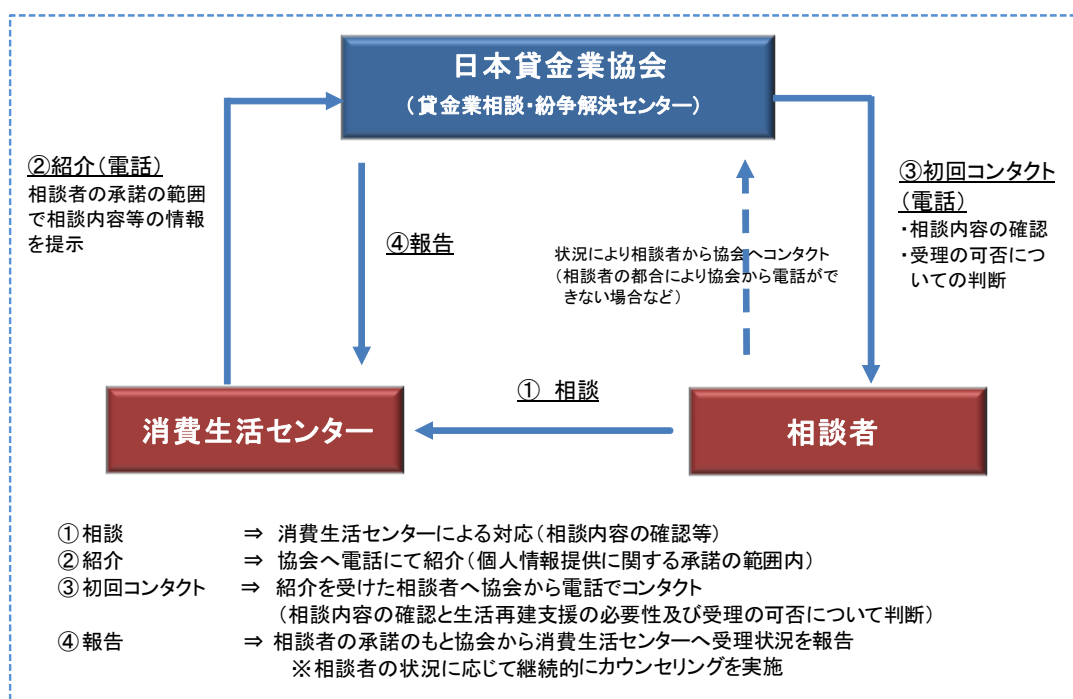 日本貸金業協会
（貸金業相談・紛争解決センター）
②紹介（電話）
相談者の承諾の範囲
で相談内容等の情報
を提示
④報告
状況により相談者から協会へコンタクト
（相談者の都合により協会から電話がで
きない場合など）
③初回コンタクト
（電話）
・相談内容の確認
・受理の可否につ
いての判断
① 相談
消費生活センター
相談者
①相談 ⇒ 消費生活センターによる対応（相談内容の確認等）
②紹介 ⇒ 協会へ電話にて紹介（個人情報提供に関する承諾の範囲内）
③初回コンタクト ⇒ 紹介を受けた相談者へ協会から電話でコンタクト
（相談内容の確認と生活再建支援の必要性及び受理の可否について判断）
④報告 ⇒ 相談者の承諾のもと協会から消費生活センターへ受理状況を報告
※相談者の状況に応じて継続的にカウンセリングを実施